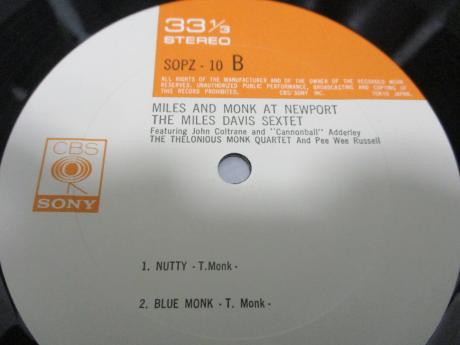 33 1/3
STEREO
SOPZ - 10 B
ALL RIGHTS OF THE MANUFACTURER AND OF THE OWNER OF THE RECORDED WORK
RESERVED. UNAUTHORIZED PUBLIC PERFORMANCE, BROADCASTING AND COPYING OF
THIS RECORD PROHIBITED. CBS/SONY INC. TOKYO JAPAN.
MILES AND MONK AT NEWPORT
THE MILES DAVIS SEXTET
Featuring John Coltrane and "Cannonball" Adderley
THE THELONIOUS MONK QUARTET And Pee Wee Russell
CBS
SONY
1. NUTTY - T.Monk -
2. BLUE MONK - T. Monk -